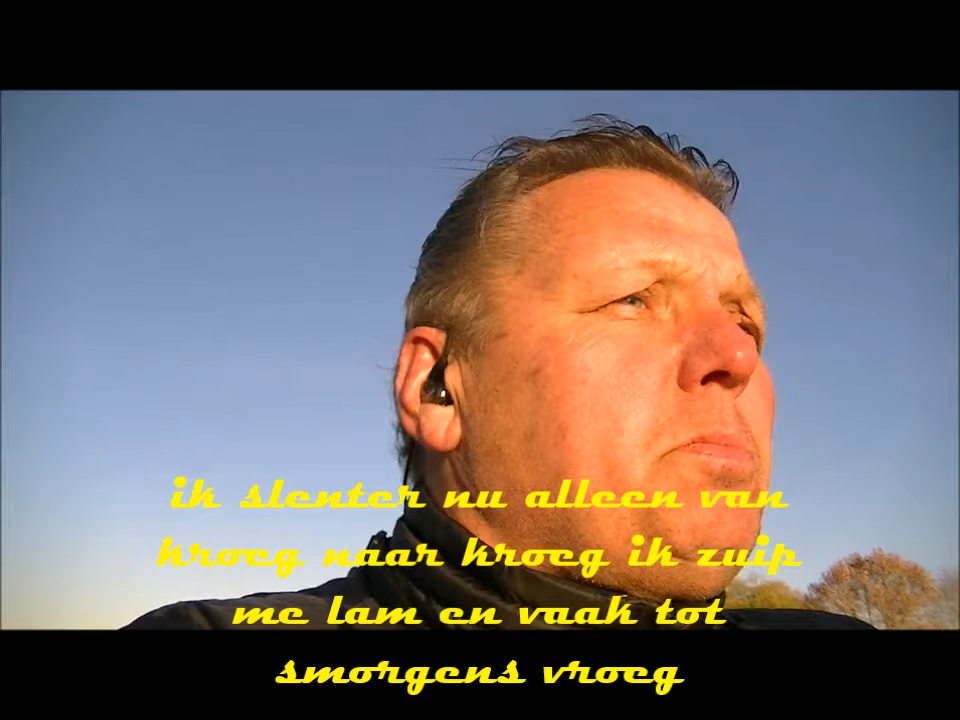 ik slenter nu alleen van
kroeg naar kroeg ik zuip
me lam en vaak tot
smorgens vroeg